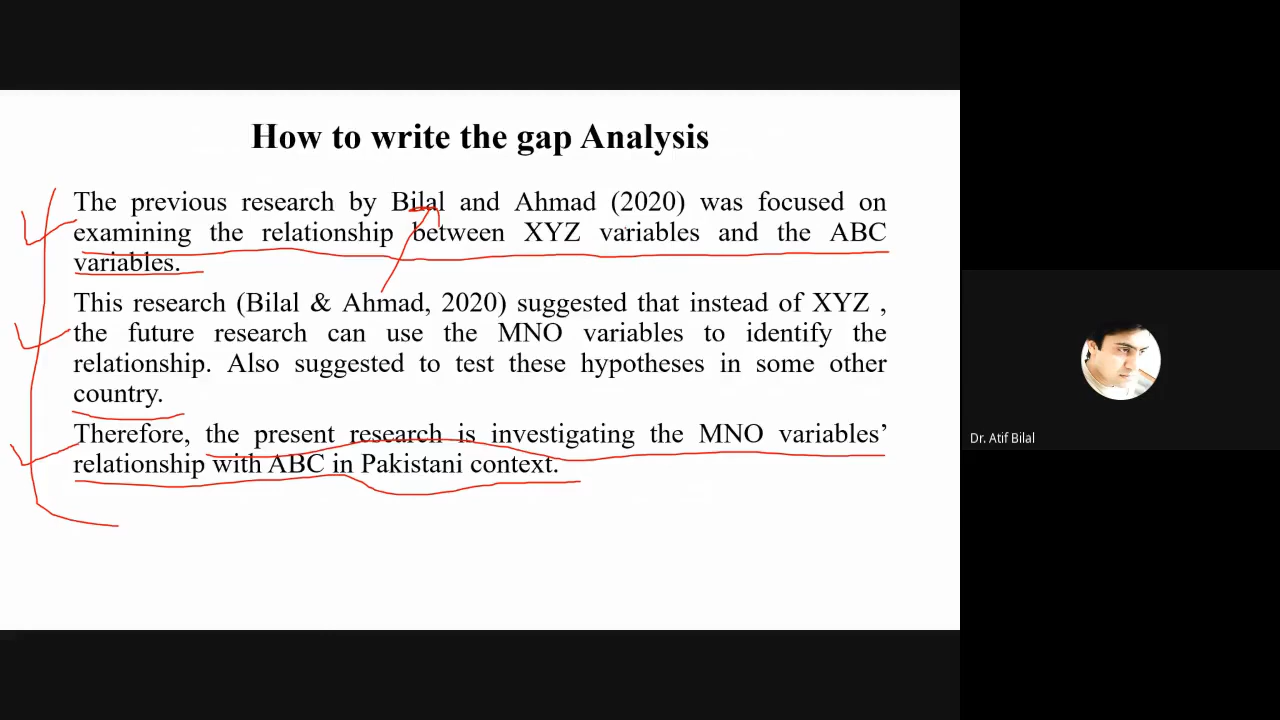 How to write the gap Analysis
The previous research by Bilal and Ahmad (2020) was focused on
examining the relationship between XYZ variables and the ABC
variables.
This research (Bilal & Ahmad, 2020) suggested that instead of XYZ ,
the future research can use the MNO variables to identify the
relationship. Also suggested to test these hypotheses in some other
country.
Therefore, the present research is investigating the MNO variables’
relationship with ABC in Pakistani context.
Dr. Atif Bilal